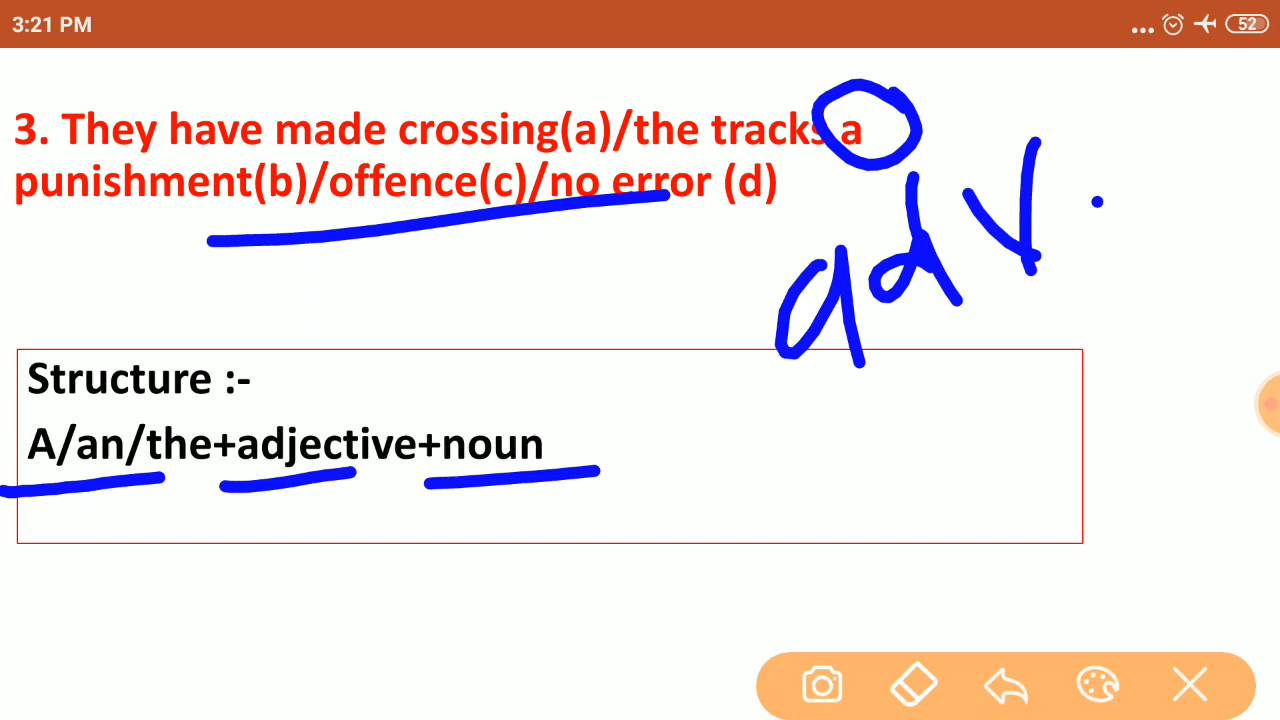 3:21 PM
52
3. They have made crossing(a)/the tracks a
punishment(b)/offence(c)/no error (d)
adv.
Structure :-
A/an/the+adjective+noun